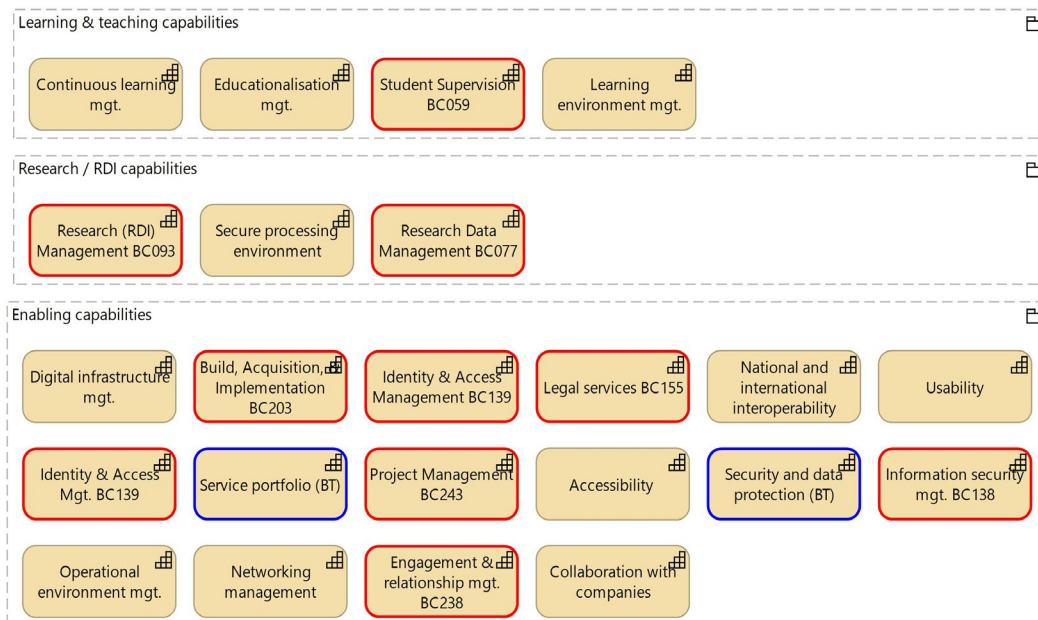 Learning & teaching capabilities
Continuous learning
mgt.
Educationalisation
mgt.
Student Supervision
BC059
Learning
environment mgt.
Research / RDI capabilities
Research (RDI)
Management BC093
Secure processing
environment
Research Data
Management BC077
Enabling capabilities
Digital infrastructure
mgt.
Build, Acquisition, &
Implementation
BC203
Identity & Access
Management BC139
Legal services BC155
National and
international
interoperability
Usability
Identity & Access
Mgt. BC139
Service portfolio (BT)
Project Management
BC243
Accessibility
Security and data
protection (BT)
Information security
mgt. BC138
Operational
environment mgt.
Networking
management
Engagement &
relationship mgt.
BC238
Collaboration with
companies